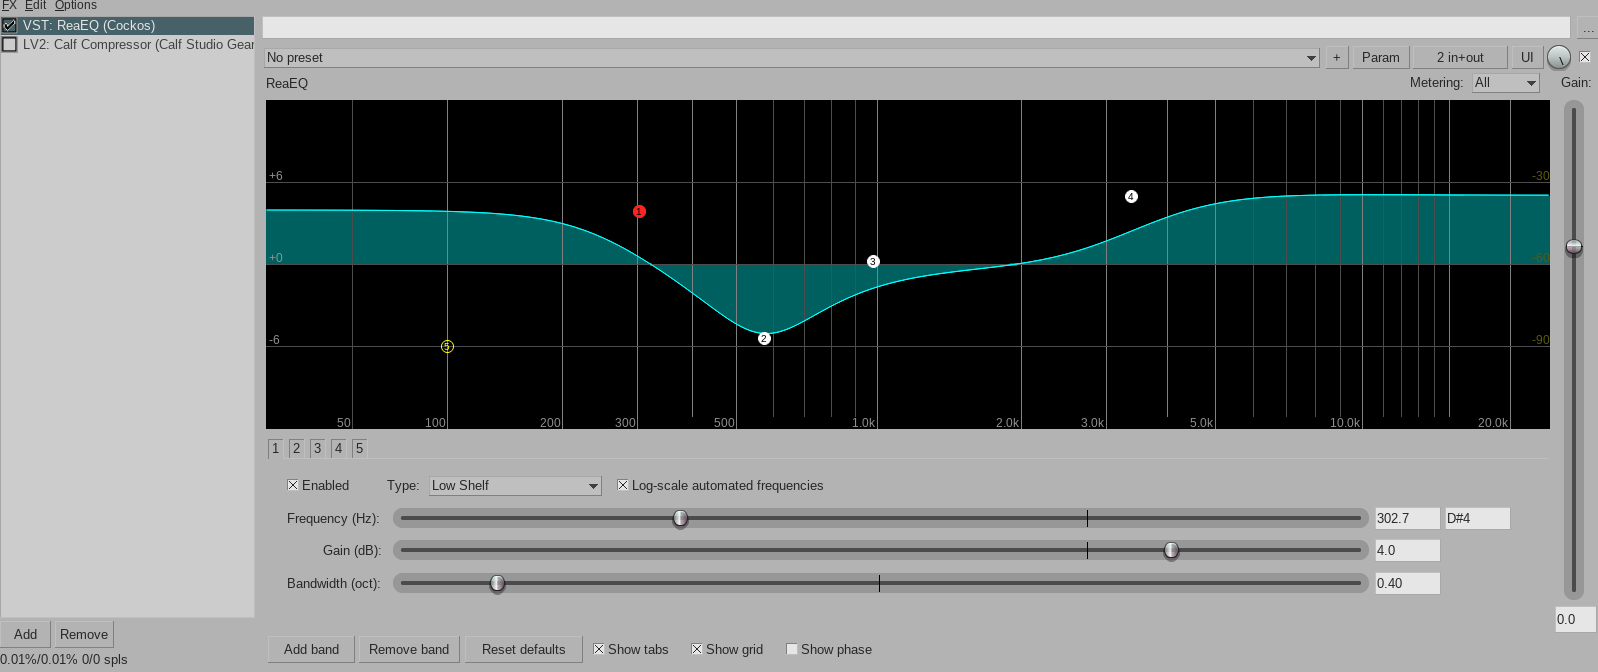 FX Edit Options
VST: ReaEQ (Cockos)
LV2: Calf Compressor (Calf Studio Gear
...
No preset + Param 2 in+out UI
ReaEQ Metering: All Gain:
+6 -30
+0 -60
-6 -90
1
2
3
4
5
50 100 200 300 500 1.0k 2.0k 3.0k 5.0k 10.0k 20.0k
1 2 3 4 5
Enabled Type: Low Shelf Log-scale automated frequencies
Frequency (Hz): 302.7 D#4
Gain (dB): 4.0
Bandwidth (oct): 0.40
0.0
Add Remove
Add band Remove band Reset defaults Show tabs Show grid Show phase
0.01%/0.01% 0/0 spls